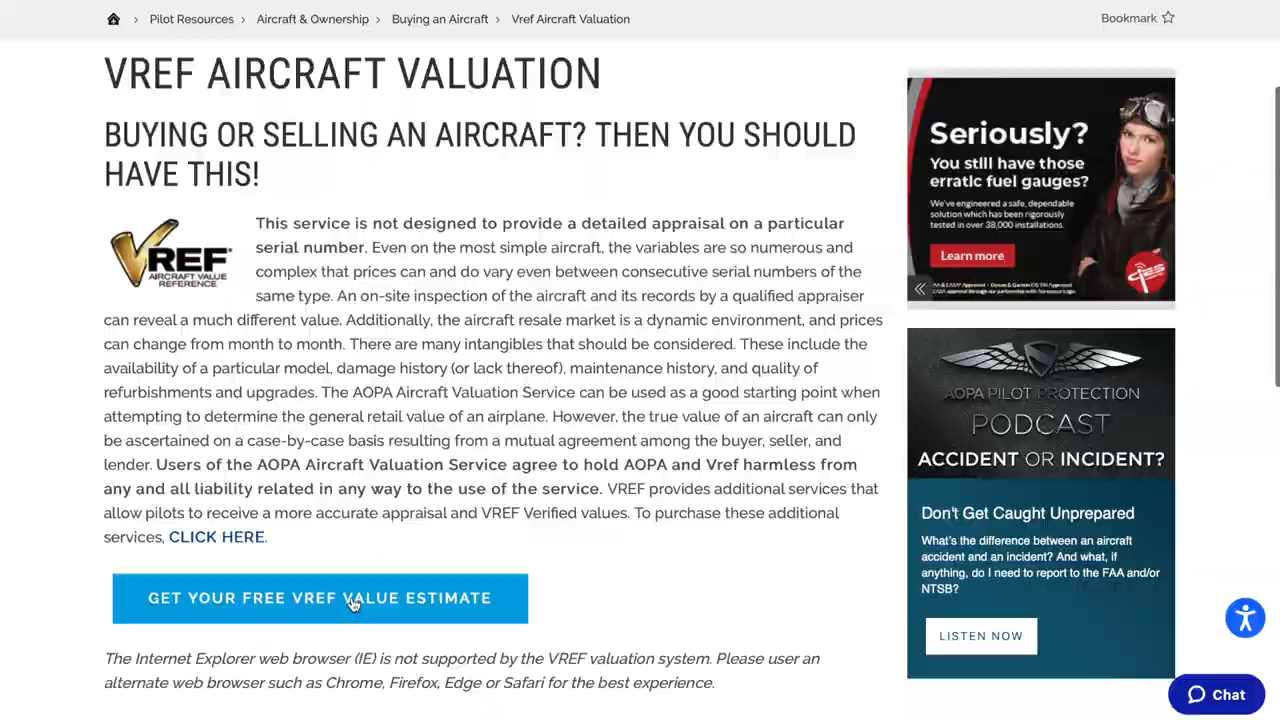 Pilot Resources > Aircraft & Ownership > Buying an Aircraft > Vref Aircraft Valuation
Bookmark
VREF AIRCRAFT VALUATION
BUYING OR SELLING AN AIRCRAFT? THEN YOU SHOULD
HAVE THIS!
VREF
AIRCRAFT VALUE
REFERENCE
This service is not designed to provide a detailed appraisal on a particular
serial number. Even on the most simple aircraft, the variables are so numerous and
complex that prices can and do vary even between consecutive serial numbers of the
same type. An on-site inspection of the aircraft and its records by a qualified appraiser
can reveal a much different value. Additionally, the aircraft resale market is a dynamic environment, and prices
can change from month to month. There are many intangibles that should be considered. These include the
availability of a particular model, damage history (or lack thereof), maintenance history, and quality of
refurbishments and upgrades. The AOPA Aircraft Valuation Service can be used as a good starting point when
attempting to determine the general retail value of an airplane. However, the true value of an aircraft can only
be ascertained on a case-by-case basis resulting from a mutual agreement among the buyer, seller, and
lender. Users of the AOPA Aircraft Valuation Service agree to hold AOPA and Vref harmless from
any and all liability related in any way to the use of the service. VREF provides additional services that
allow pilots to receive a more accurate appraisal and VREF Verified values. To purchase these additional
services, CLICK HERE.
GET YOUR FREE VREF VALUE ESTIMATE
The Internet Explorer web browser (IE) is not supported by the VREF valuation system. Please user an
alternate web browser such as Chrome, Firefox, Edge or Safari for the best experience.
Seriously?
You still have those
erratic fuel gauges?
We've engineered a safe, dependable
solution which has been rigorously
tested in over 38,000 installations.
Learn more
AOPA PILOT PROTECTION
PODCAST
ACCIDENT OR INCIDENT?
Don't Get Caught Unprepared
What's the difference between an aircraft
accident and an incident? And what, if
anything, do I need to report to the FAA and/or
NTSB?
LISTEN NOW
Chat